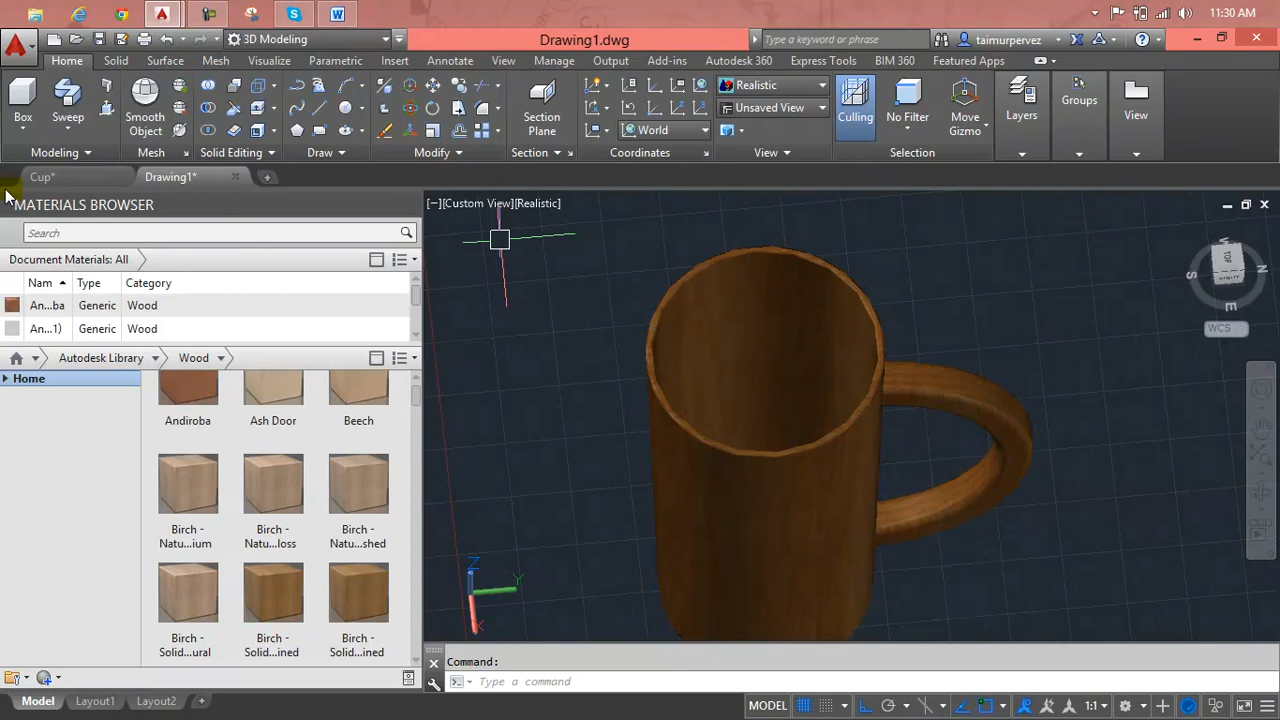 11:30 AM
3D Modeling
Drawing1.dwg
Type a keyword or phrase
taimurpervez
Home Solid Surface Mesh Visualize Parametric Insert Annotate View Manage Output Add-ins Autodesk 360 Express Tools BIM 360 Featured Apps
Box
Sweep
Smooth
Object
Section
Plane
Realistic
Unsaved View
World
Culling
No Filter
Move
Gizmo
Layers
Groups
View
Modeling Mesh Solid Editing Draw Modify Section Coordinates View Selection
Cup* Drawing1* +
MATERIALS BROWSER
Search
[−][Custom View][Realistic]
Document Materials: All
Nam Type Category
An...ba Generic Wood
An...1) Generic Wood
Autodesk Library Wood
Home
Andiroba Ash Door Beech
Birch -
Natu...ium
Birch -
Natu...loss
Birch -
Natu...shed
Birch -
Solid...ural
Birch -
Solid...ined
Birch -
Solid...ined
TOP
W
S
N
E
WCS
Z
Y
X
Command:
Type a command
Model Layout1 Layout2 +
MODEL
1:1